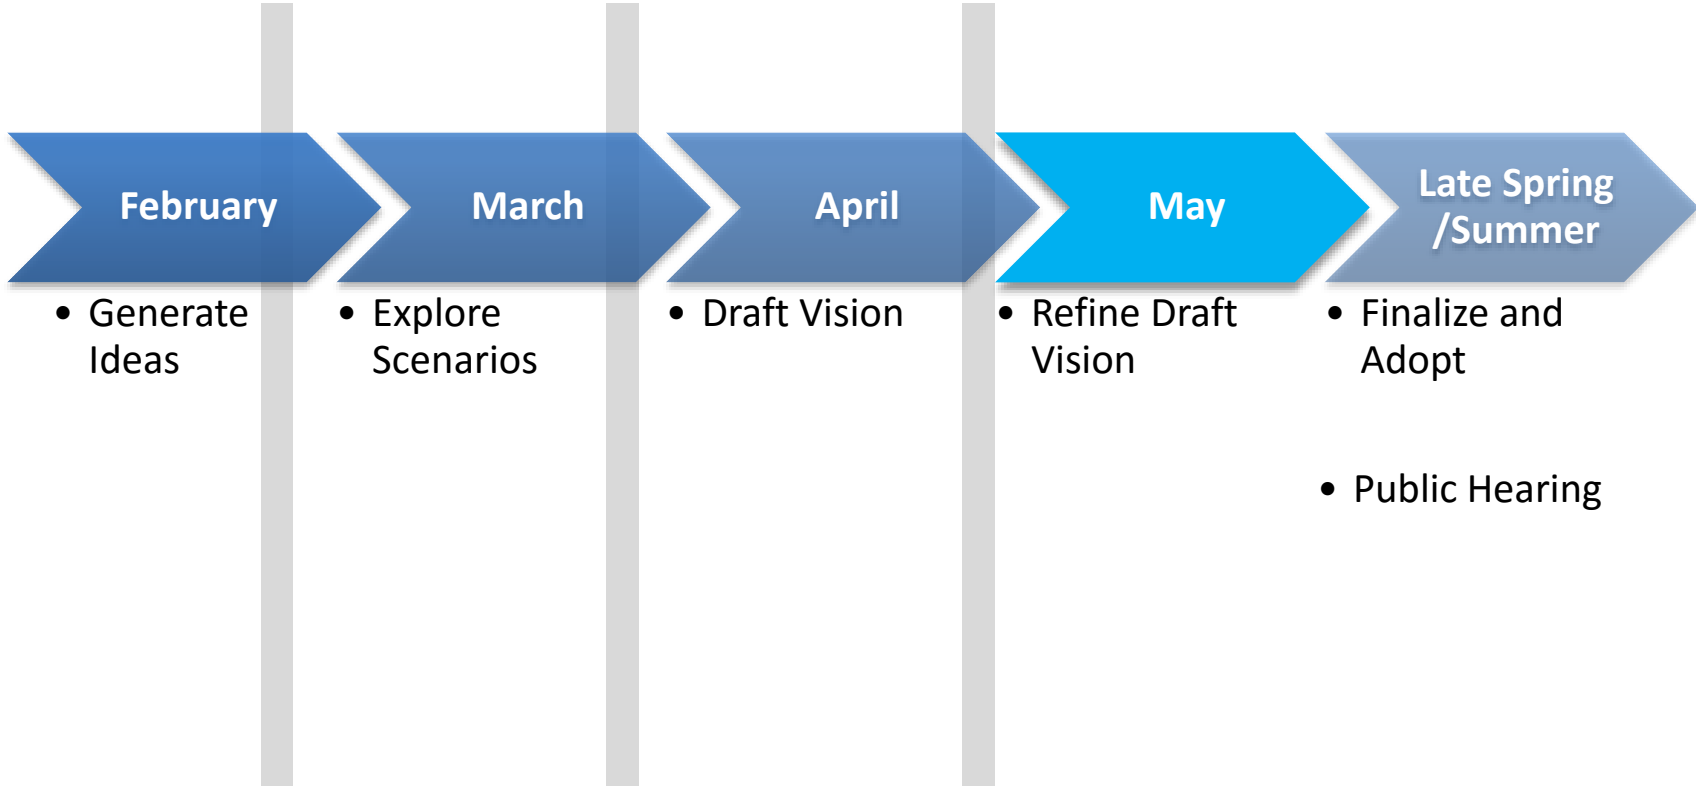 February
March
April
May
Late Spring
/Summer
• Generate
Ideas
• Explore
Scenarios
• Draft Vision
• Refine Draft
Vision
• Finalize and
Adopt
• Public Hearing